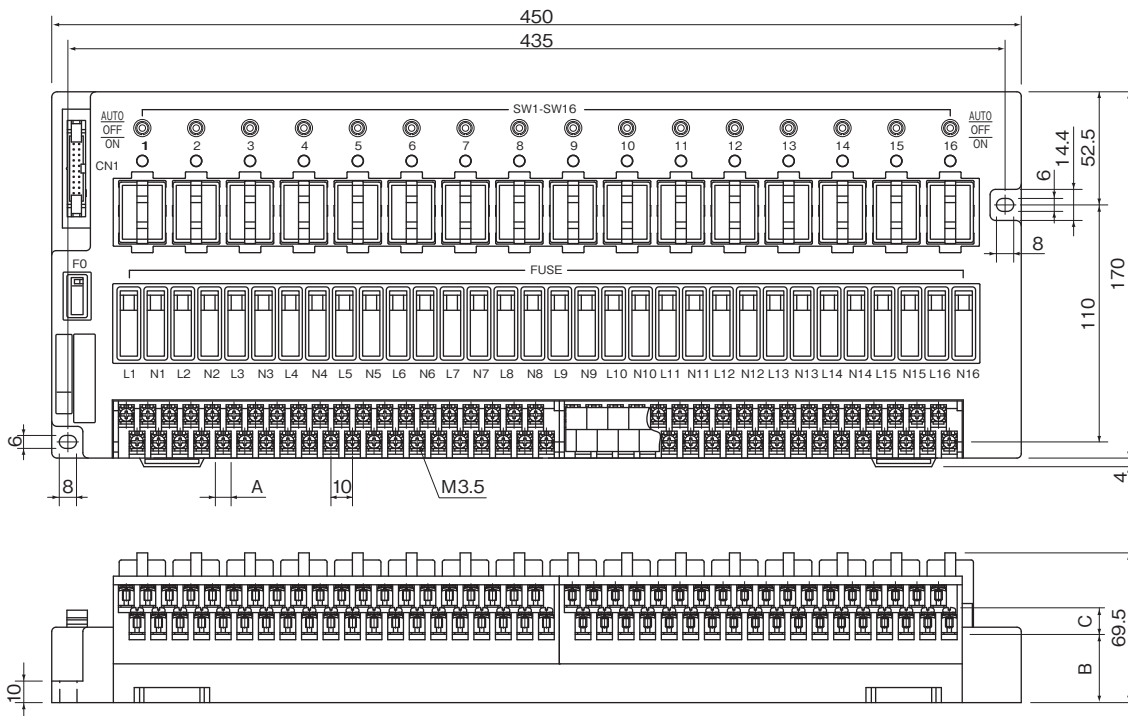 450
435
SW1-SW16
AUTO
OFF
ON
AUTO
OFF
ON
1 2 3 4 5 6 7 8 9 10 11 12 13 14 15 16
CN1
14.4
52.5
6
8
170
110
F0
FUSE
L1 N1 L2 N2 L3 N3 L4 N4 L5 N5 L6 N6 L7 N7 L8 N8 L9 N9 L10 N10 L11 N11 L12 N12 L13 N13 L14 N14 L15 N15 L16 N16
6
8
A
10
M3.5
4
C
69.5
B
10